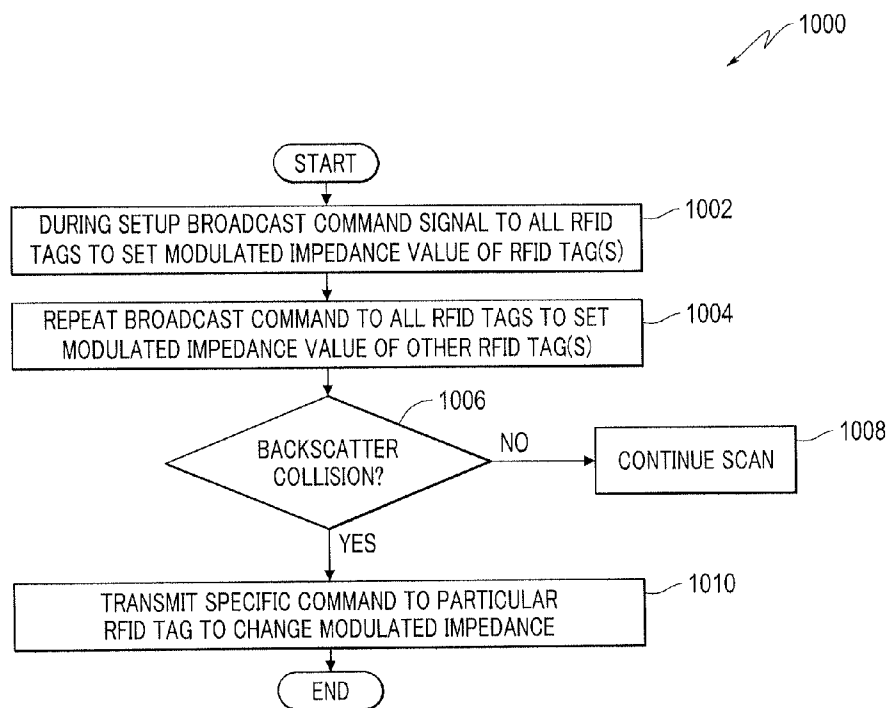 1000
START
DURING SETUP BROADCAST COMMAND SIGNAL TO ALL RFID
TAGS TO SET MODULATED IMPEDANCE VALUE OF RFID TAG(S)
1002
REPEAT BROADCAST COMMAND TO ALL RFID TAGS TO SET
MODULATED IMPEDANCE VALUE OF OTHER RFID TAG(S)
1004
1006
BACKSCATTER
COLLISION?
NO
CONTINUE SCAN
1008
YES
TRANSMIT SPECIFIC COMMAND TO PARTICULAR
RFID TAG TO CHANGE MODULATED IMPEDANCE
1010
END